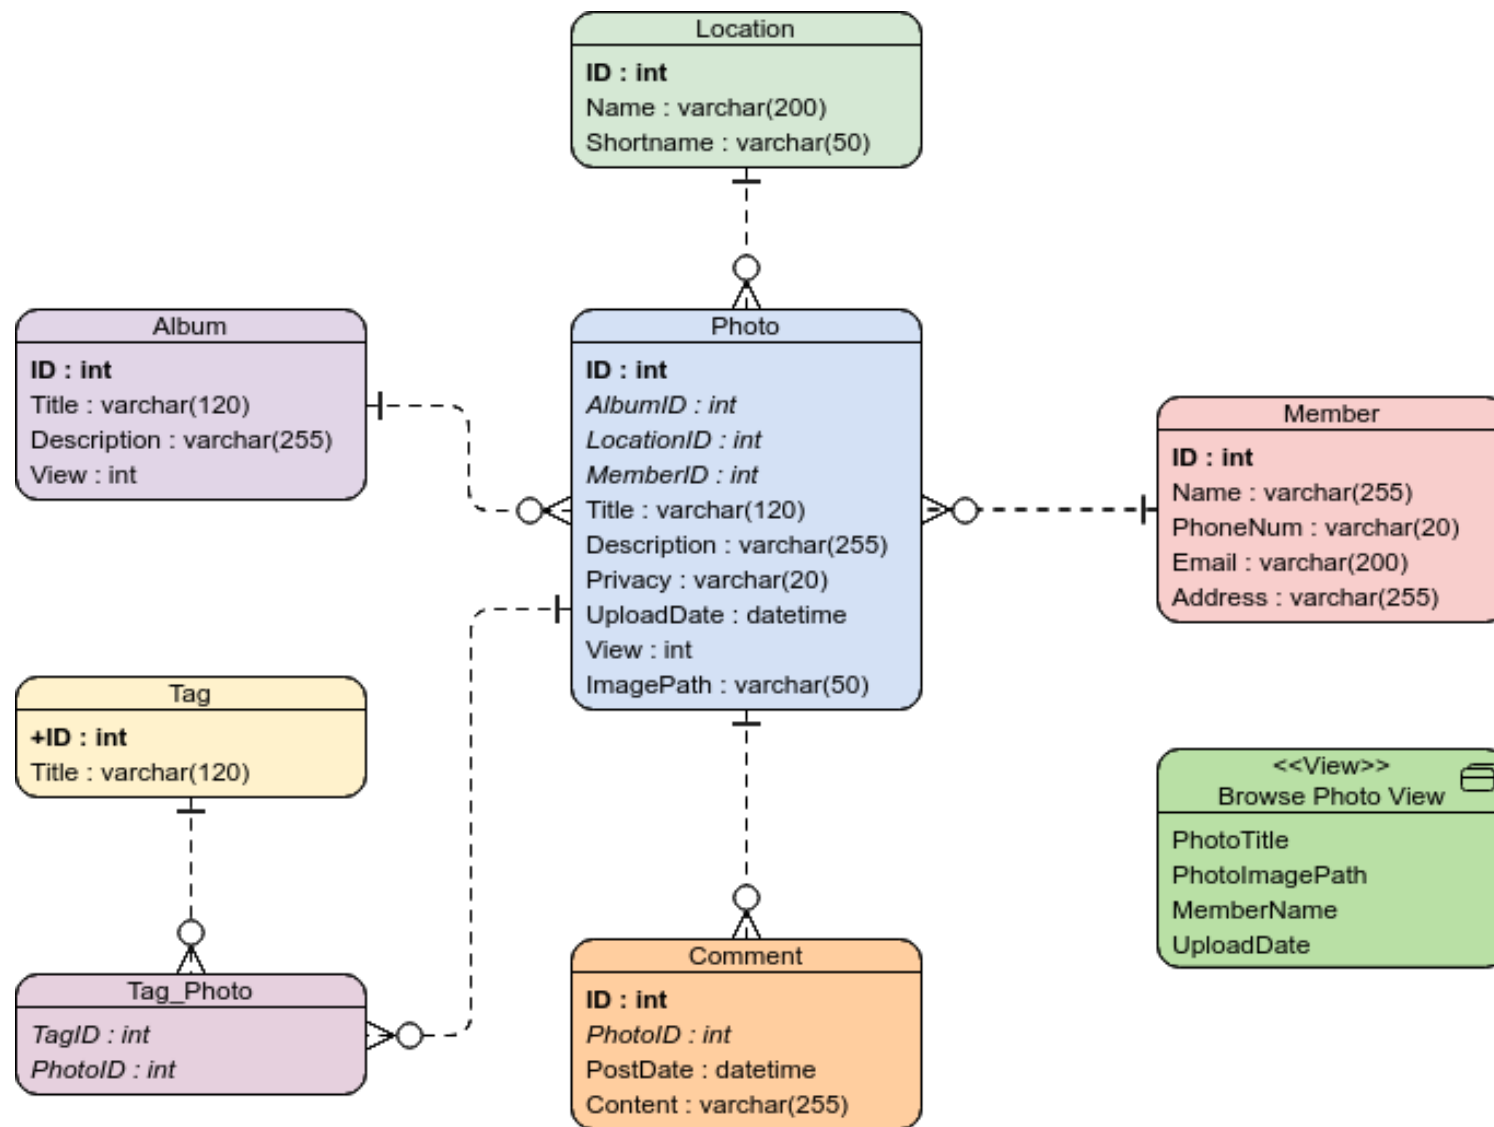 Location
ID : int
Name : varchar(200)
Shortname : varchar(50)
Album
ID : int
Title : varchar(120)
Description : varchar(255)
View : int
Photo
ID : int
AlbumID : int
LocationID : int
MemberID : int
Title : varchar(120)
Description : varchar(255)
Privacy : varchar(20)
UploadDate : datetime
View : int
ImagePath : varchar(50)
Member
ID : int
Name : varchar(255)
PhoneNum : varchar(20)
Email : varchar(200)
Address : varchar(255)
Tag
+ID : int
Title : varchar(120)
<<View>>
Browse Photo View
PhotoTitle
PhotoImagePath
MemberName
UploadDate
Tag_Photo
TagID : int
PhotoID : int
Comment
ID : int
PhotoID : int
PostDate : datetime
Content : varchar(255)